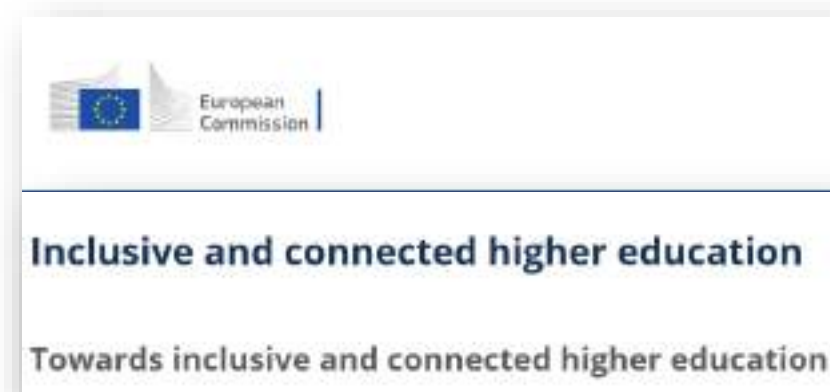 European
Commission
Inclusive and connected higher education
Towards inclusive and connected higher education